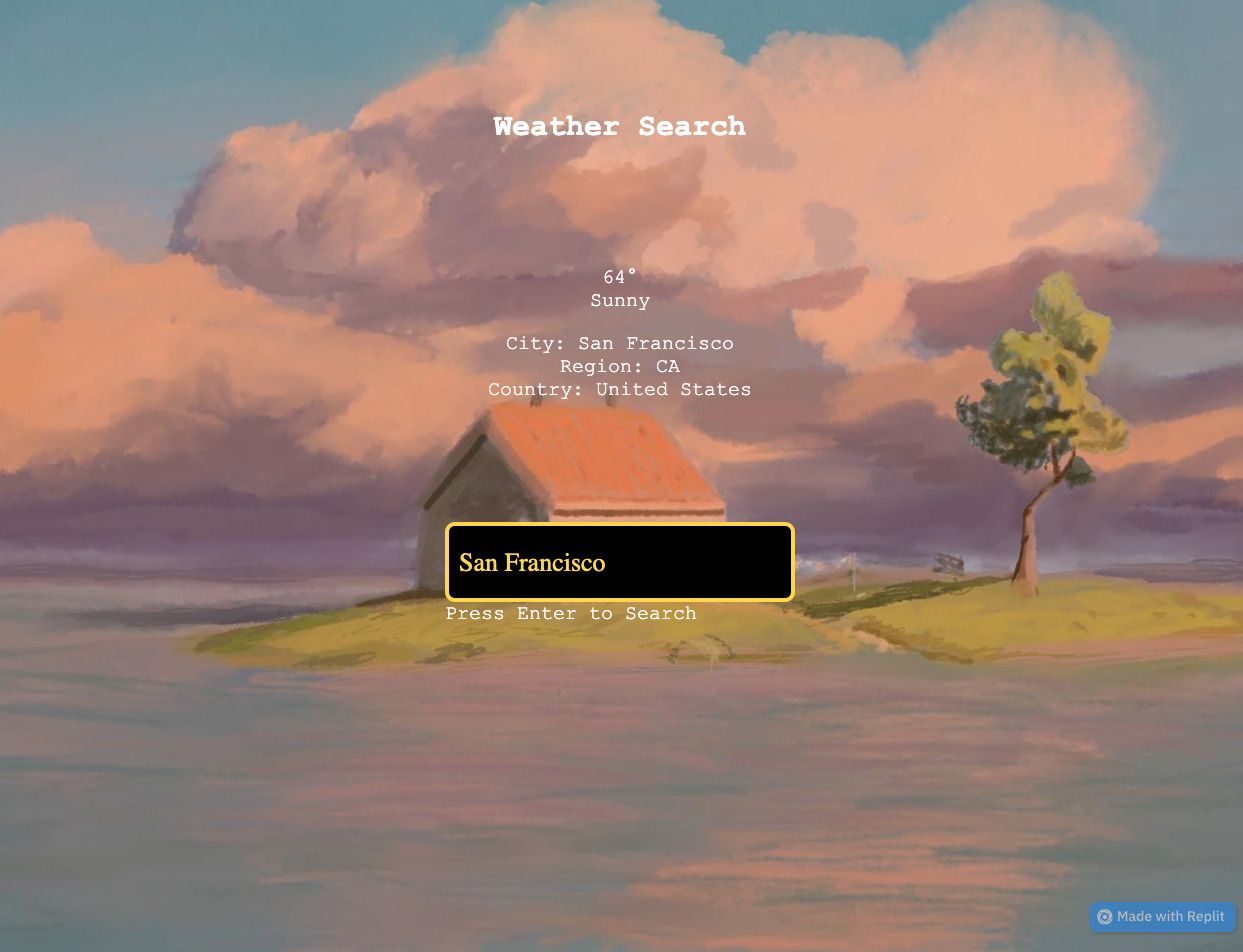 Weather Search
64°
Sunny
City: San Francisco
Region: CA
Country: United States
San Francisco
Press Enter to Search
Made with Replit